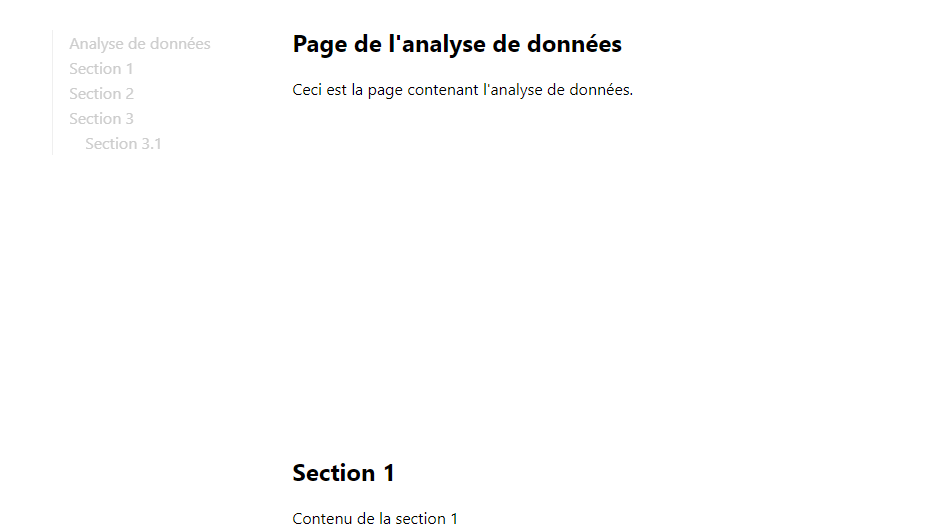 Analyse de données
Section 1
Section 2
Section 3
Section 3.1
Page de l'analyse de données
Ceci est la page contenant l'analyse de données.
Section 1
Contenu de la section 1